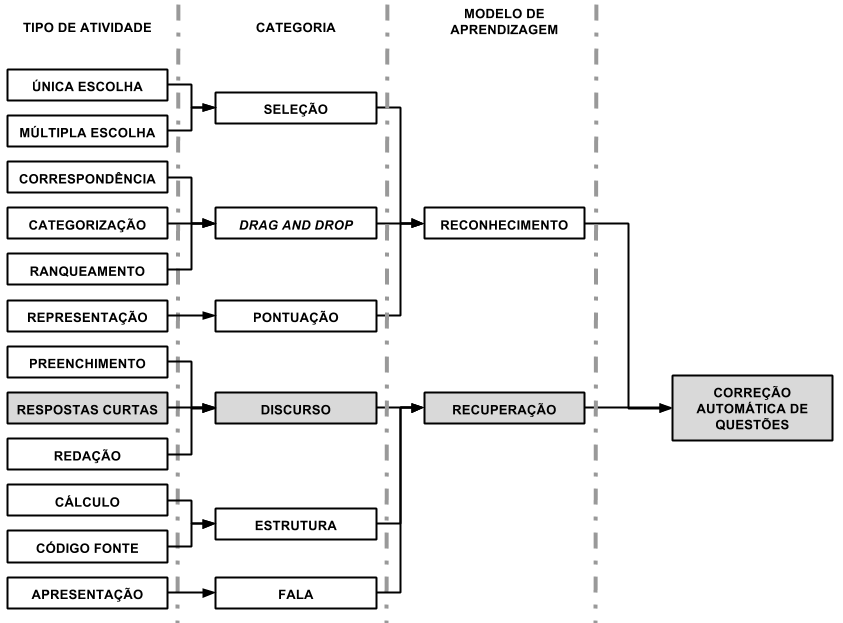 TIPO DE ATIVIDADE
CATEGORIA
MODELO DE
APRENDIZAGEM
ÚNICA ESCOLHA
MÚLTIPLA ESCOLHA
CORRESPONDÊNCIA
CATEGORIZAÇÃO
RANQUEAMENTO
REPRESENTAÇÃO
PREENCHIMENTO
RESPOSTAS CURTAS
REDAÇÃO
CÁLCULO
CÓDIGO FONTE
APRESENTAÇÃO
SELEÇÃO
DRAG AND DROP
PONTUAÇÃO
DISCURSO
ESTRUTURA
FALA
RECONHECIMENTO
RECUPERAÇÃO
CORREÇÃO
AUTOMÁTICA DE
QUESTÕES